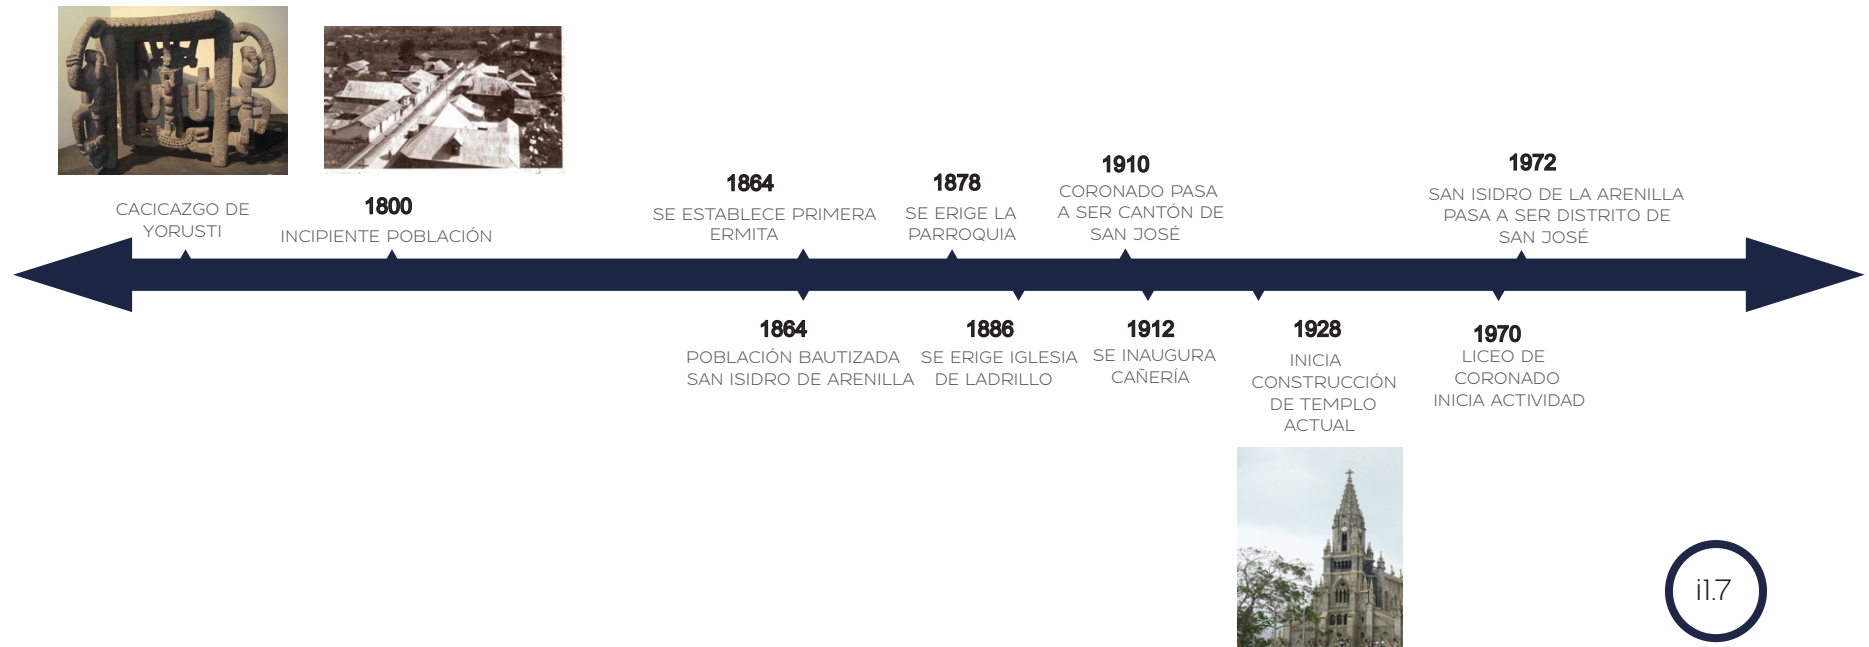 CACICAZGO DE
YORUSTI
1800
INCIPIENTE POBLACIÓN
1864
SE ESTABLECE PRIMERA
ERMITA
1878
SE ERIGE LA
PARROQUIA
1910
CORONADO PASA
A SER CANTÓN DE
SAN JOSÉ
1972
SAN ISIDRO DE LA ARENILLA
PASA A SER DISTRITO DE
SAN JOSÉ
1864
POBLACIÓN BAUTIZADA
SAN ISIDRO DE ARENILLA
1886
SE ERIGE IGLESIA
DE LADRILLO
1912
SE INAUGURA
CAÑERÍA
1928
INICIA
CONSTRUCCIÓN
DE TEMPLO
ACTUAL
1970
LICEO DE
CORONADO
INICIA ACTIVIDAD
i1.7